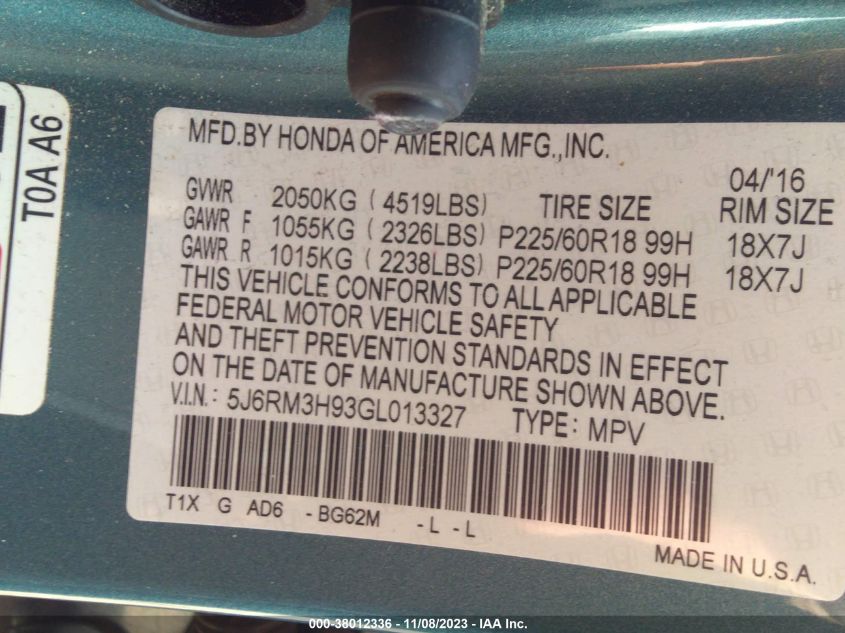 TOA A6
MFD.BY HONDA OF AMERICA MFG.,INC.
04/'16
GVWR 2050KG ( 4519LBS) TIRE SIZE RIM SIZE
GAWR F 1055KG ( 2326LBS) P225/60R18 99H 18X7J
GAWR R 1015KG ( 2238LBS) P225/60R18 99H 18X7J
THIS VEHICLE CONFORMS TO ALL APPLICABLE
FEDERAL MOTOR VEHICLE SAFETY
AND THEFT PREVENTION STANDARDS IN EFFECT
ON THE DATE OF MANUFACTURE SHOWN ABOVE.
V.I.N.: 5J6RM3H93GL013327 TYPE: MPV
T1X G AD6 -BG62M -L -L
MADE IN U.S.A.
000-38012336 - 11/08/2023 - IAA Inc.